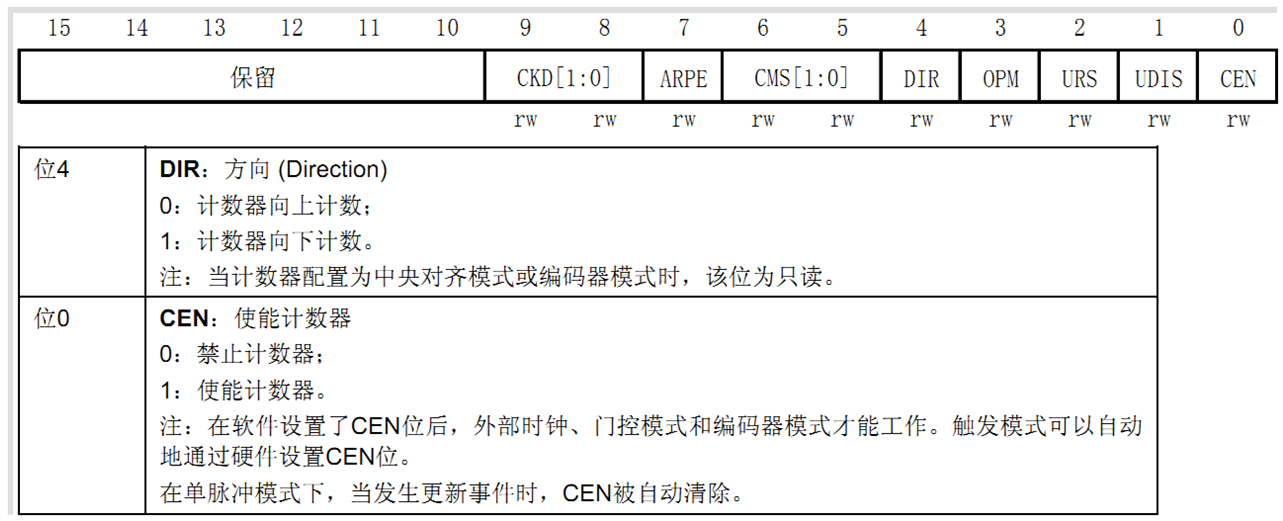 15 14 13 12 11 10 9 8 7 6 5 4 3 2 1 0
保留 CKD[1:0] ARPE CMS[1:0] DIR OPM URS UDIS CEN
rw rw rw rw rw rw rw rw rw rw
位4 DIR：方向 (Direction)
0：计数器向上计数；
1：计数器向下计数。
注：当计数器配置为中央对齐模式或编码器模式时，该位为只读。
位0 CEN：使能计数器
0：禁止计数器；
1：使能计数器。
注：在软件设置了CEN位后，外部时钟、门控模式和编码器模式才能工作。触发模式可以自动
地通过硬件设置CEN位。
在单脉冲模式下，当发生更新事件时，CEN被自动清除。